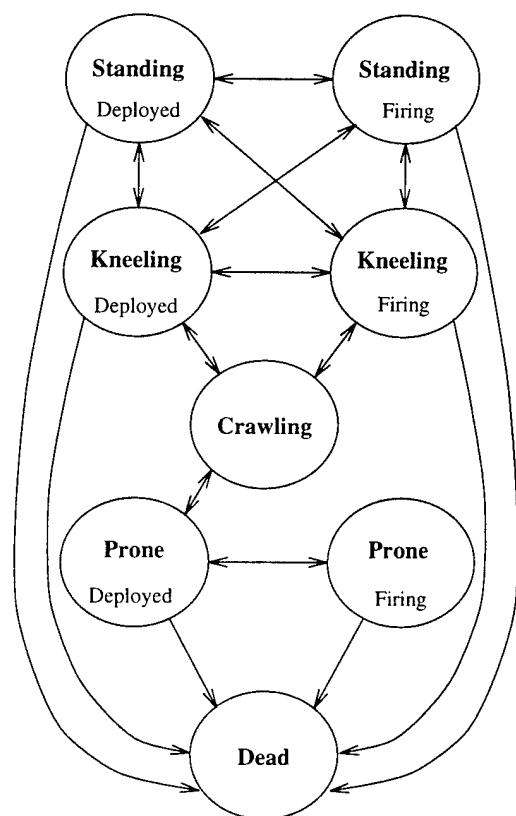 Standing
Deployed
Standing
Firing
Kneeling
Deployed
Kneeling
Firing
Crawling
Prone
Deployed
Prone
Firing
Dead